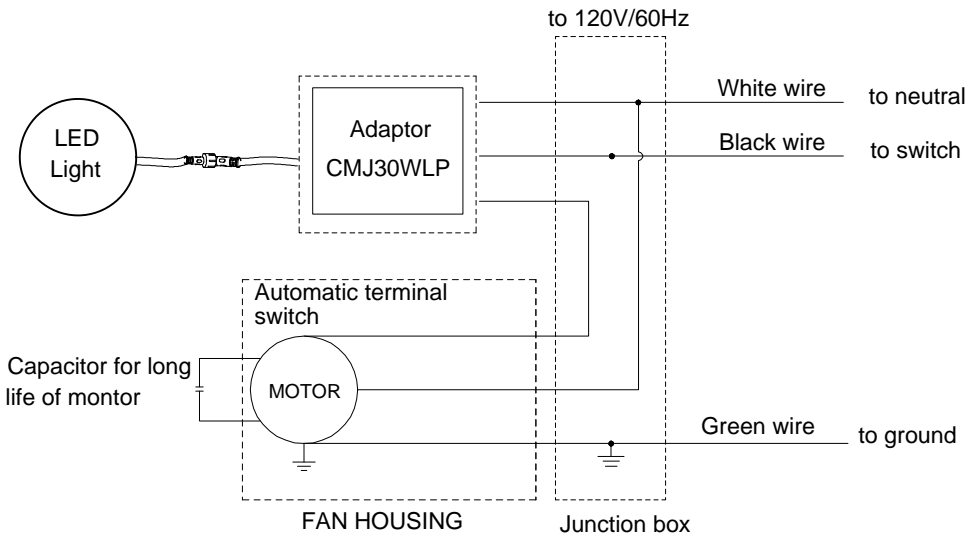 to 120V/60Hz
White wire
to neutral
LED
Light
Adaptor
CMJ30WLP
Black wire
to switch
Automatic terminal
switch
Capacitor for long
life of montor
MOTOR
Green wire
to ground
FAN HOUSING
Junction box